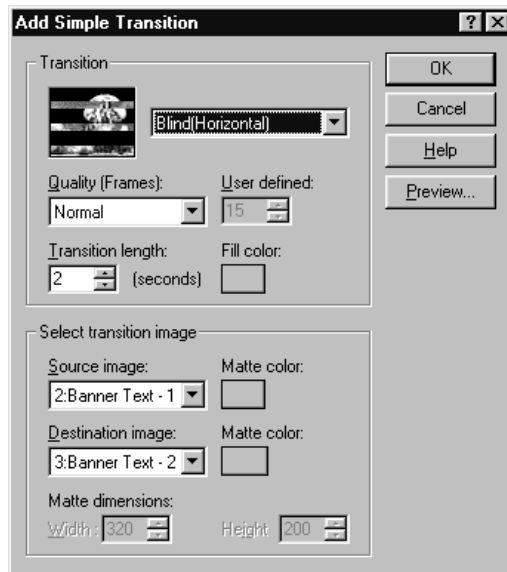 Add Simple Transition
Transition
OK
Blind(Horizontal)
Cancel
Help
Quality (Frames):
User defined:
Preview...
Normal
15
Transition length:
Fill color:
2
(seconds)
Select transition image
Source image:
Matte color:
2:Banner Text - 1
Destination image:
Matte color:
3:Banner Text - 2
Matte dimensions:
Width : 320
Height 200